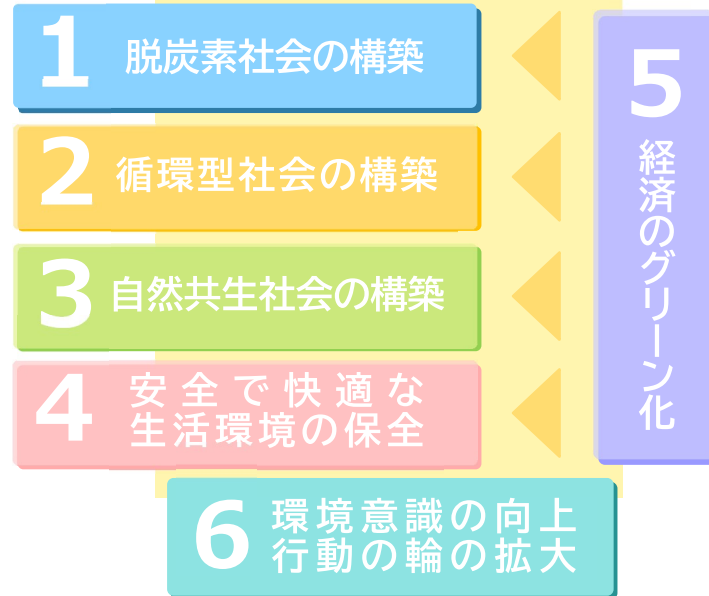 1 脱炭素社会の構築
2 循環型社会の構築
3 自然共生社会の構築
4 安全で快適な
生活環境の保全
5 経済のグリーン化
6 環境意識の向上
行動の輪の拡大